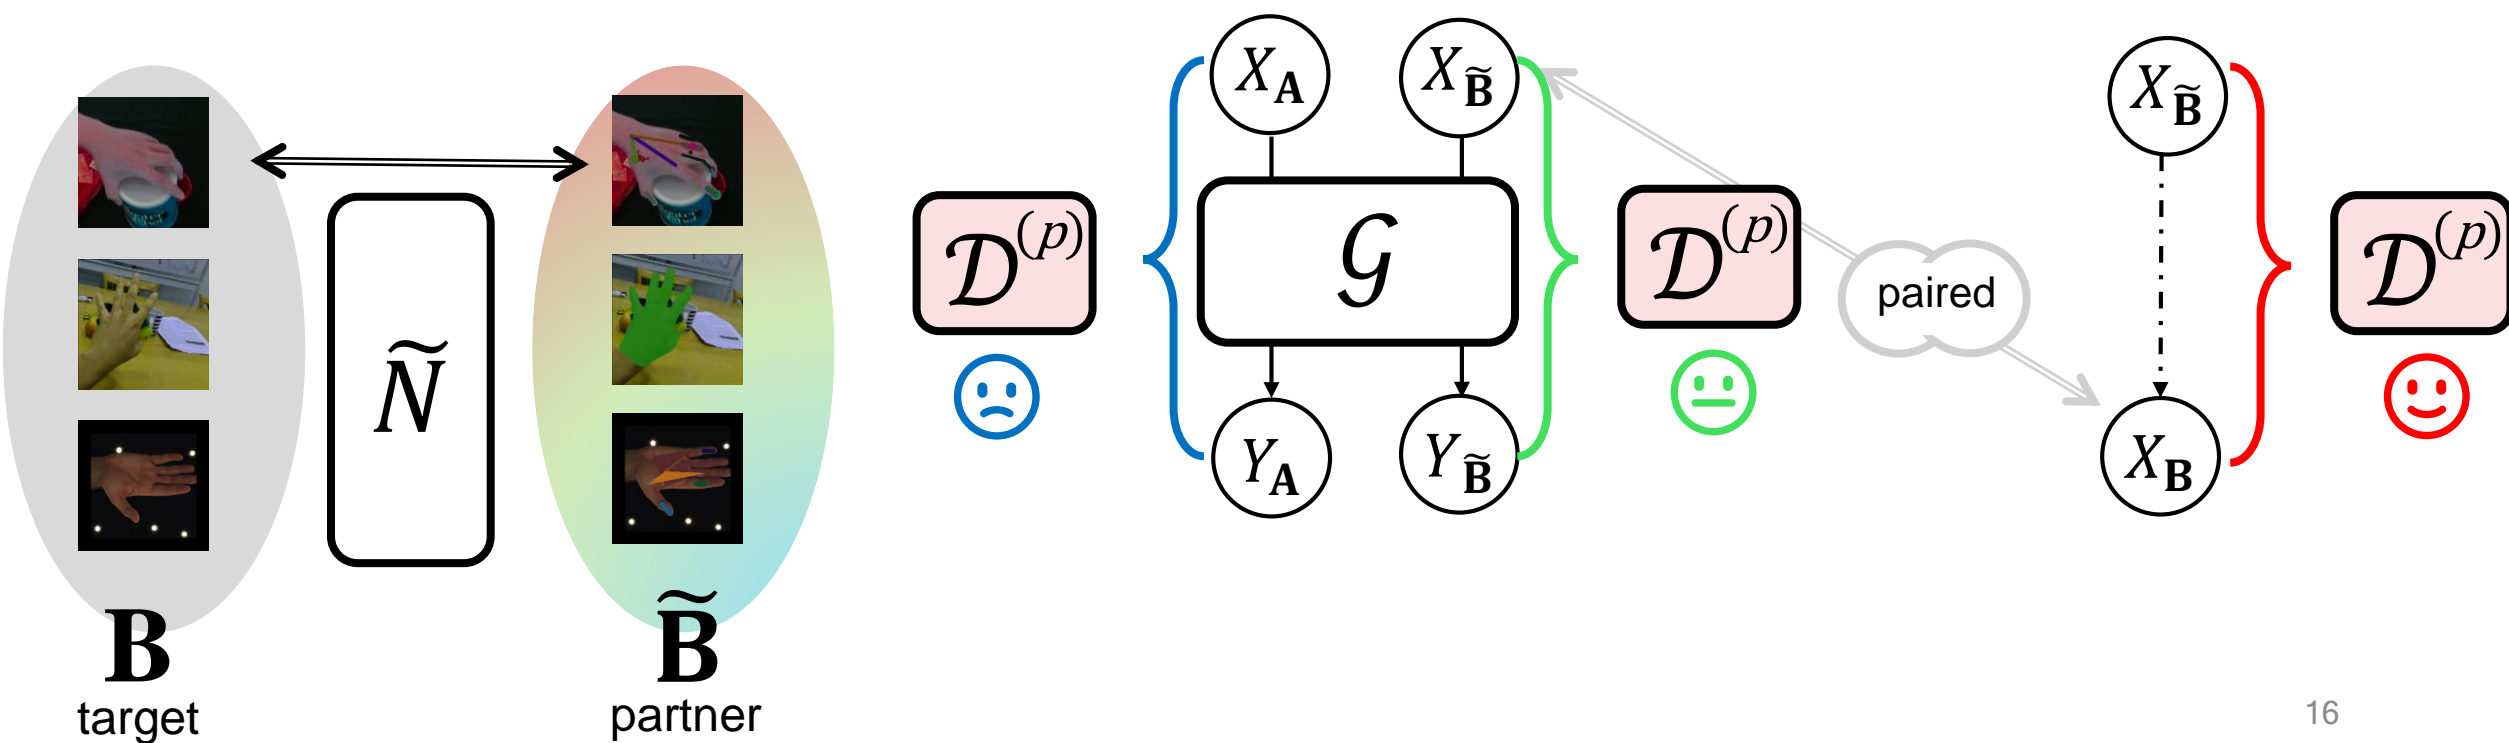 Ñ
B
target
B̃
partner
𝒟^(p)
X_A
X_B̃
𝒢
Y_A
Y_B̃
𝒟^(p)
paired
X_B̃
X_B
𝒟^(p)
16